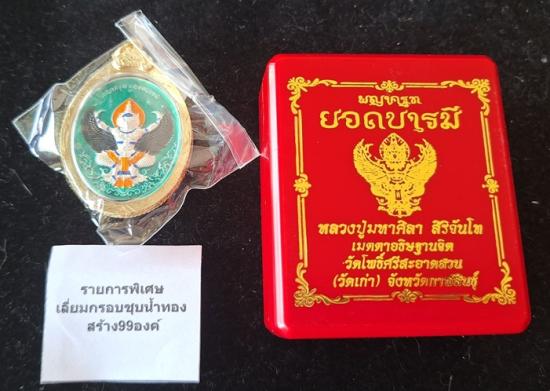 พญาครุฑ
ยอดบารมี
หลวงปู่มหาศิลา สิริจันโท
เมตตาอธิษฐานจิต
วัดโพธิ์ศรีสะอาดสวน
(วัดเก่า) จังหวัดกาฬสินธุ์
รายการพิเศษ
เลี่ยมกรอบชุบน้ำทอง
สร้าง99องค์